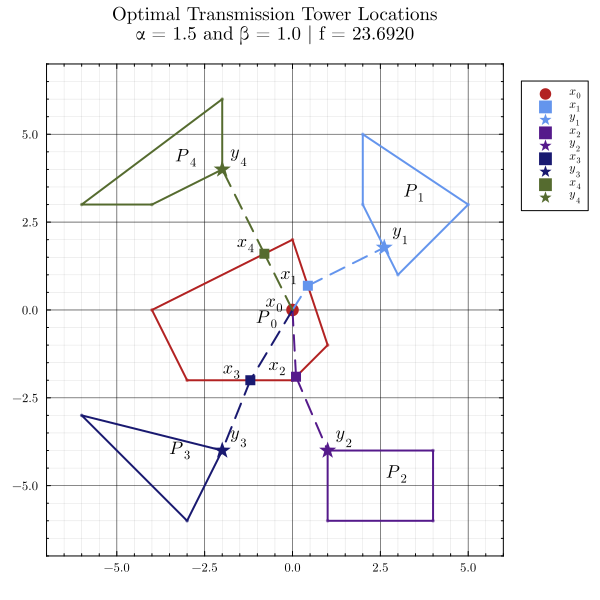 Optimal Transmission Tower Locations
α = 1.5 and β = 1.0 | f = 23.6920
x₀
x₁
y₁
x₂
y₂
x₃
y₃
x₄
y₄
5.0
2.5
0.0
−2.5
−5.0
P₄
y₄
P₁
y₁
x₄
x₁
x₀
P₀
x₃
x₂
y₃
P₃
y₂
P₂
−5.0
−2.5
0.0
2.5
5.0